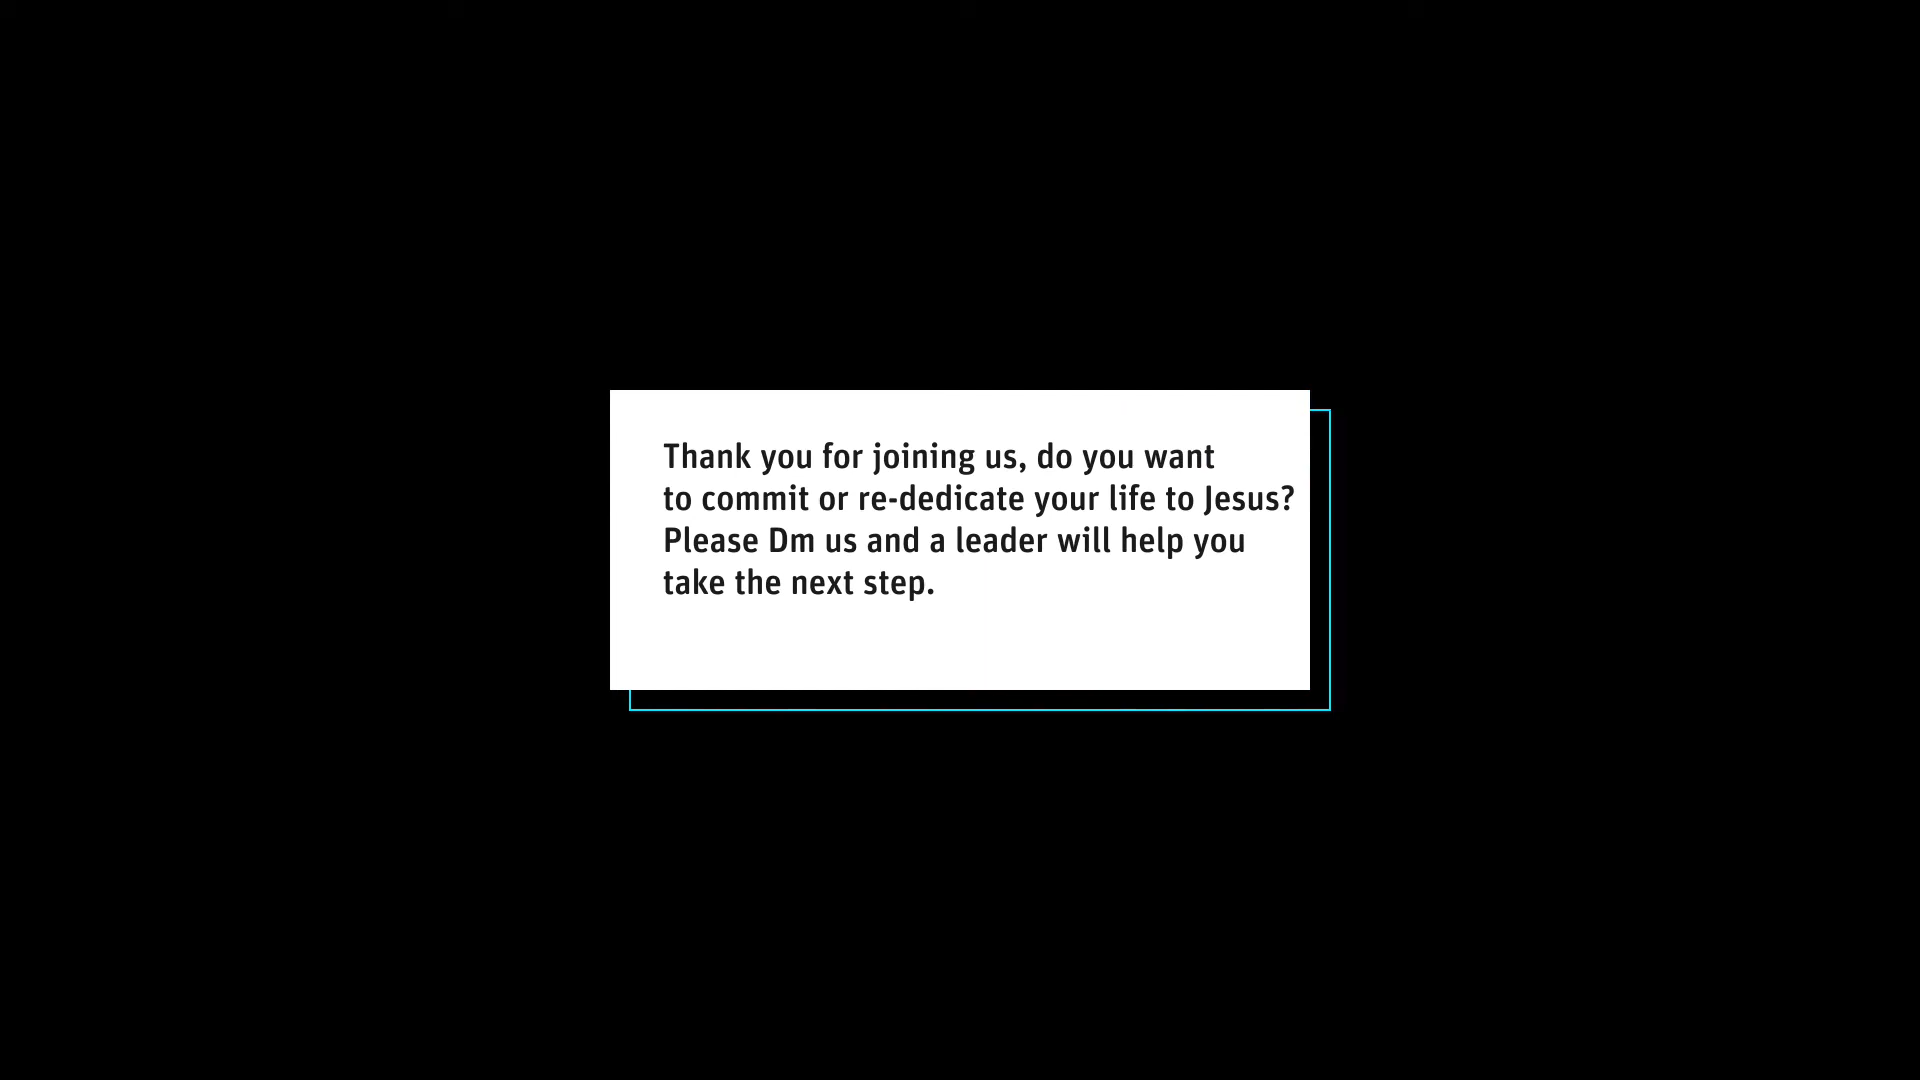 Thank you for joining us, do you want
to commit or re-dedicate your life to Jesus?
Please Dm us and a leader will help you
take the next step.